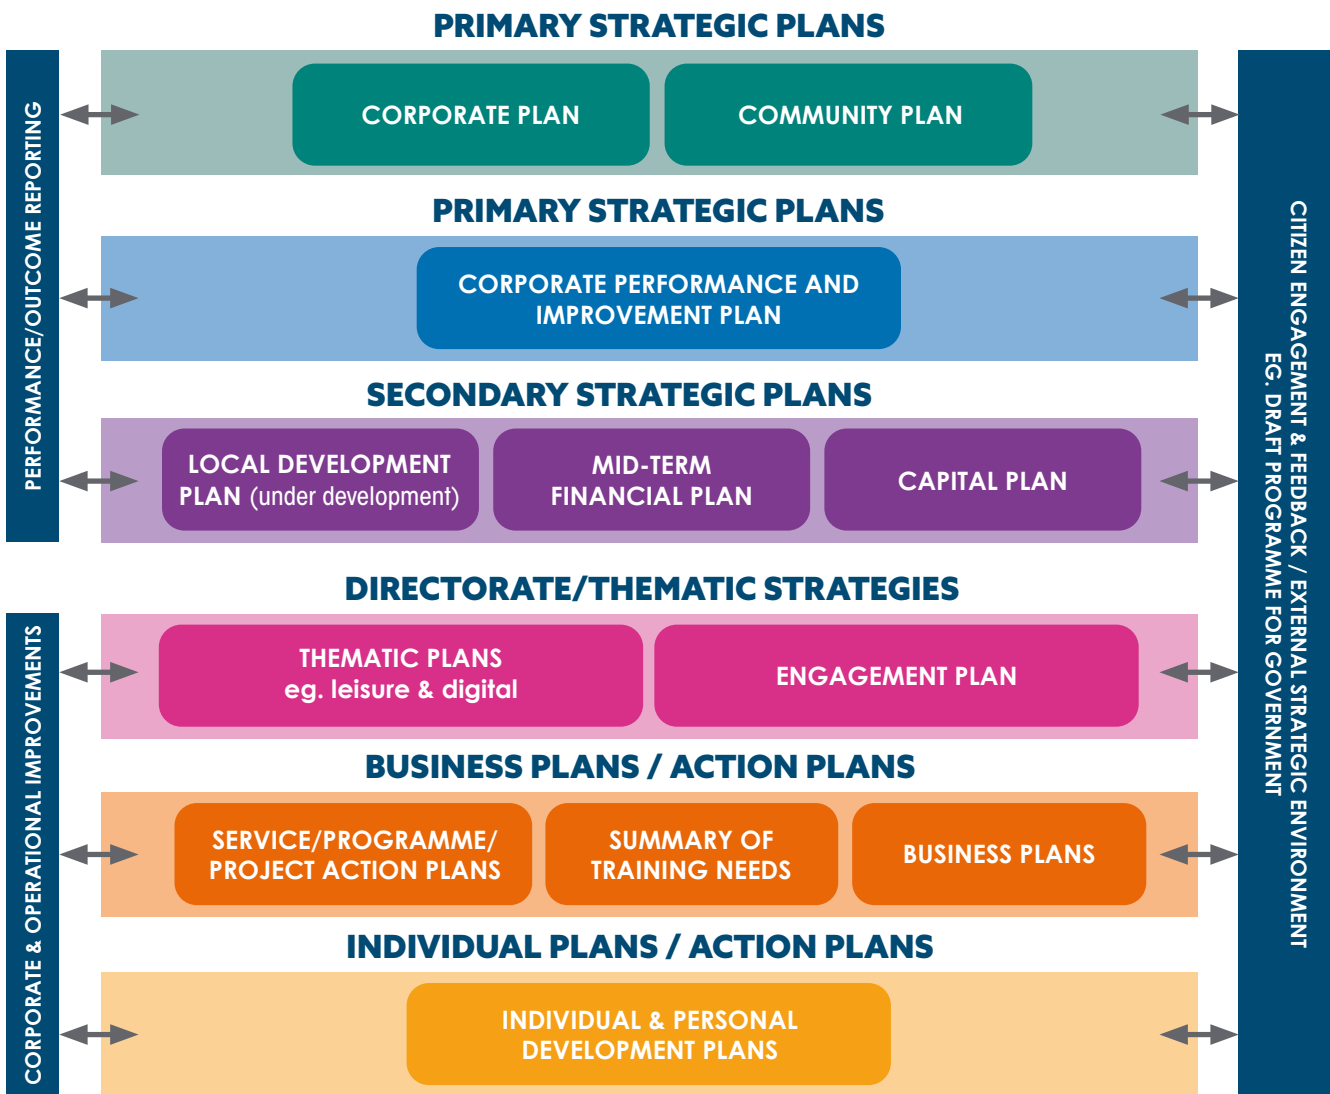 PRIMARY STRATEGIC PLANS
CORPORATE PLAN
COMMUNITY PLAN
PRIMARY STRATEGIC PLANS
CORPORATE PERFORMANCE AND
IMPROVEMENT PLAN
SECONDARY STRATEGIC PLANS
LOCAL DEVELOPMENT
PLAN (under development)
MID-TERM
FINANCIAL PLAN
CAPITAL PLAN
DIRECTORATE/THEMATIC STRATEGIES
THEMATIC PLANS
eg. leisure & digital
ENGAGEMENT PLAN
BUSINESS PLANS / ACTION PLANS
SERVICE/PROGRAMME/
PROJECT ACTION PLANS
SUMMARY OF
TRAINING NEEDS
BUSINESS PLANS
INDIVIDUAL PLANS / ACTION PLANS
INDIVIDUAL & PERSONAL
DEVELOPMENT PLANS
PERFORMANCE/OUTCOME REPORTING
CORPORATE & OPERATIONAL IMPROVEMENTS
CITIZEN ENGAGEMENT & FEEDBACK / EXTERNAL STRATEGIC ENVIRONMENT
EG. DRAFT PROGRAMME FOR GOVERNMENT